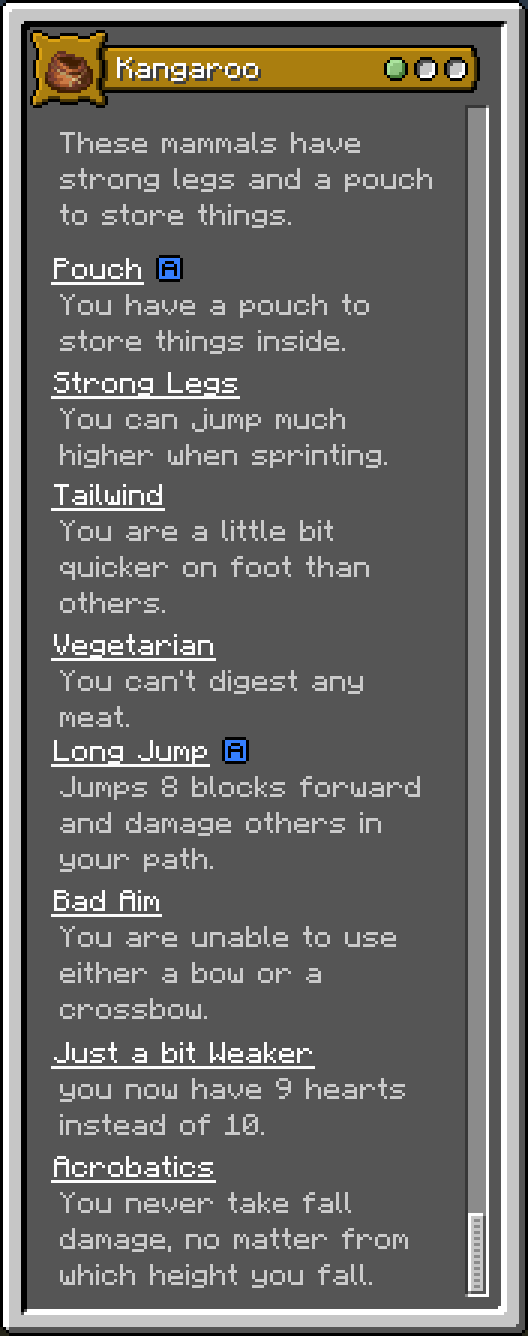 Kangaroo
These mammals have
strong legs and a pouch
to store things.
Pouch A
You have a pouch to
store things inside.
Strong Legs
You can jump much
higher when sprinting.
Tailwind
You are a little bit
quicker on foot than
others.
Vegetarian
You can't digest any
meat.
Long Jump A
Jumps 8 blocks forward
and damage others in
your path.
Bad Aim
You are unable to use
either a bow or a
crossbow.
Just a bit Weaker
you now have 9 hearts
instead of 10.
Acrobatics
You never take fall
damage, no matter from
which height you fall.